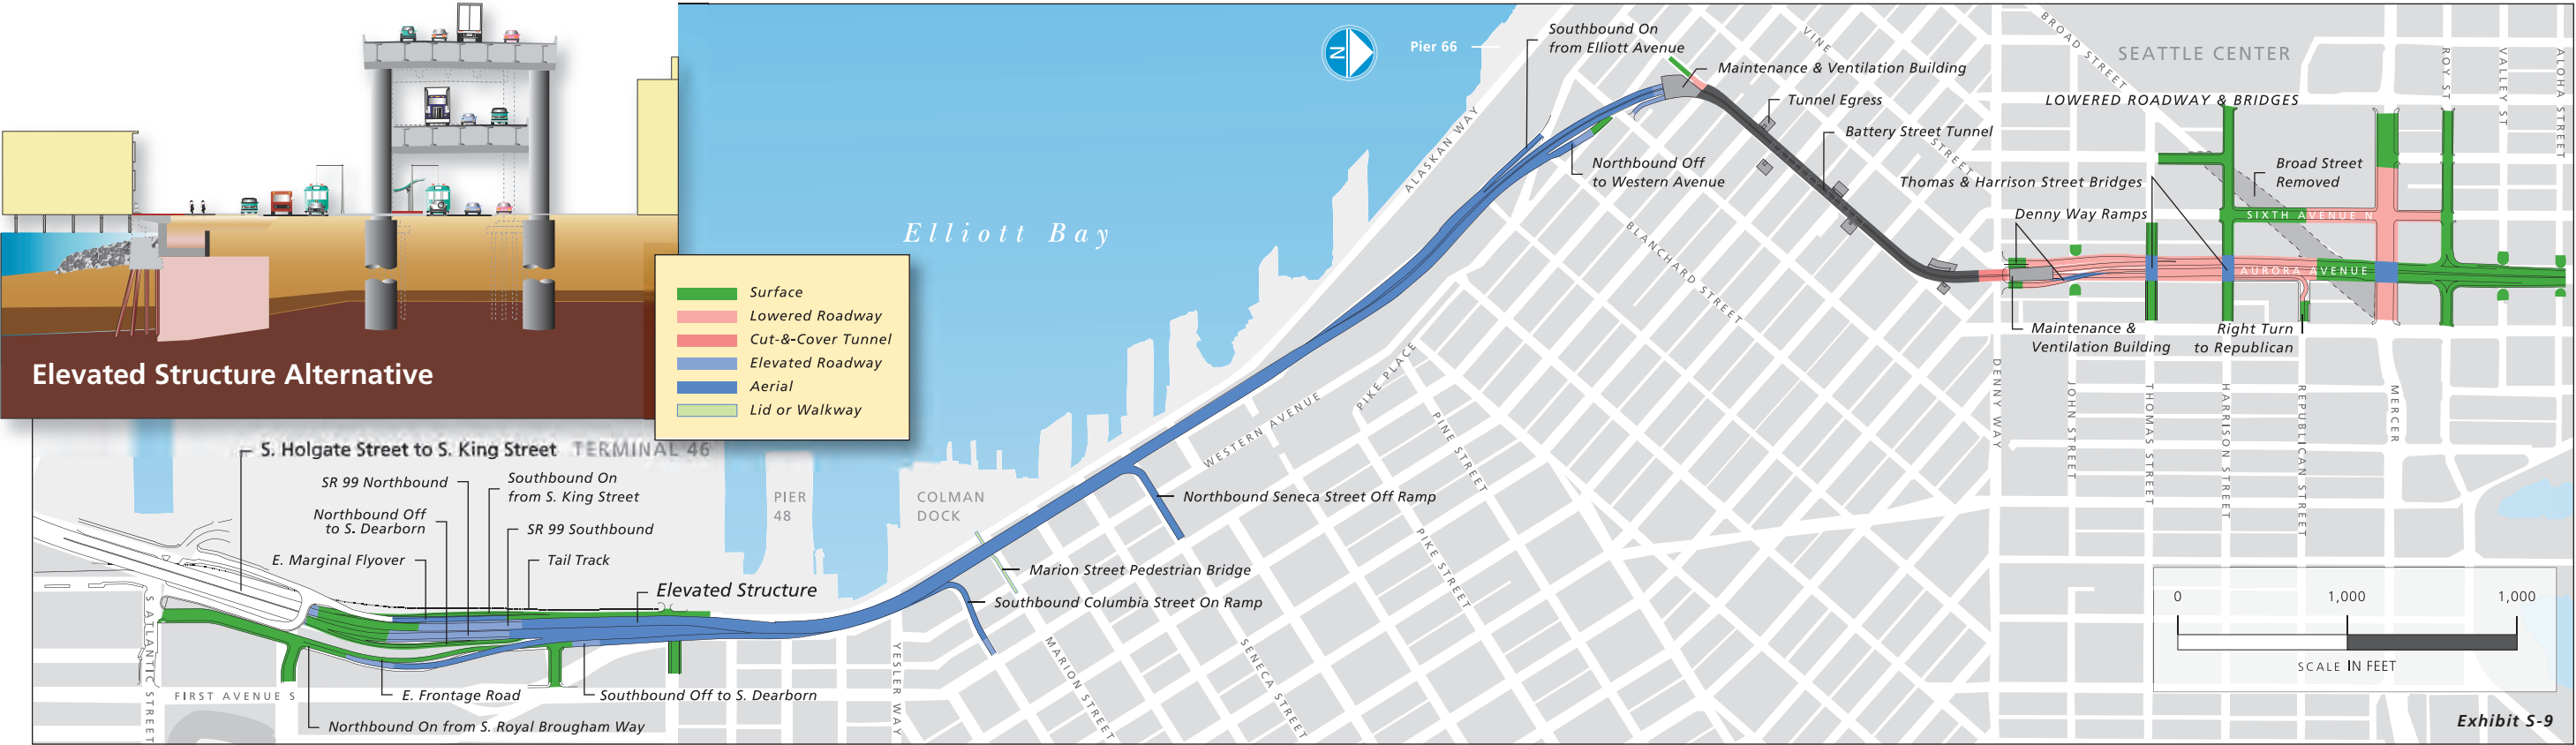 Elevated Structure Alternative
Surface
Lowered Roadway
Cut-&-Cover Tunnel
Elevated Roadway
Aerial
Lid or Walkway
N
Pier 66
Elliott Bay
Southbound On
from Elliott Avenue
Maintenance & Ventilation Building
Tunnel Egress
Battery Street Tunnel
Northbound Off
to Western Avenue
ALASKAN WAY
VINE STREET
BROAD STREET
SEATTLE CENTER
LOWERED ROADWAY & BRIDGES
ROY ST
VALLEY ST
ALOHA STREET
Broad Street
Removed
Thomas & Harrison Street Bridges
Denny Way Ramps
SIXTH AVENUE N
AURORA AVENUE
Maintenance &
Ventilation Building
Right Turn
to Republican
BLANCHARD STREET
PIKE PLACE
WESTERN AVENUE
PINE STREET
PIKE STREET
DENNY WAY
JOHN STREET
THOMAS STREET
HARRISON STREET
REPUBLICAN STREET
MERCER
S. Holgate Street to S. King Street
TERMINAL 46
SR 99 Northbound
Southbound On
from S. King Street
Northbound Off
to S. Dearborn
SR 99 Southbound
E. Marginal Flyover
Tail Track
Elevated Structure
PIER
48
COLMAN
DOCK
Northbound Seneca Street Off Ramp
Marion Street Pedestrian Bridge
Southbound Columbia Street On Ramp
S ATLANTIC STREET
FIRST AVENUE S
E. Frontage Road
Southbound Off to S. Dearborn
Northbound On from S. Royal Brougham Way
YESLER WAY
MARION STREET
SENECA STREET
0 1,000 1,000
SCALE IN FEET
Exhibit S-9